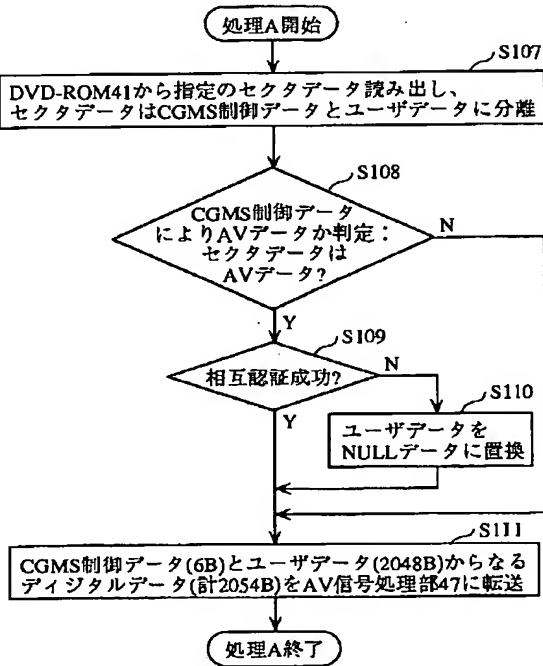 処理A開始
S107
DVD-ROM41から指定のセクタデータ読み出し、
セクタデータはCGMS制御データとユーザデータに分離
S108
CGMS制御データ
によりAVデータか判定：
セクタデータは
AVデータ?
N
Y
S109
相互認証成功?
N
Y
S110
ユーザデータを
NULLデータに置換
S111
CGMS制御データ(6B)とユーザデータ(2048B)からなる
ディジタルデータ(計2054B)をAV信号処理部47に転送
処理A終了